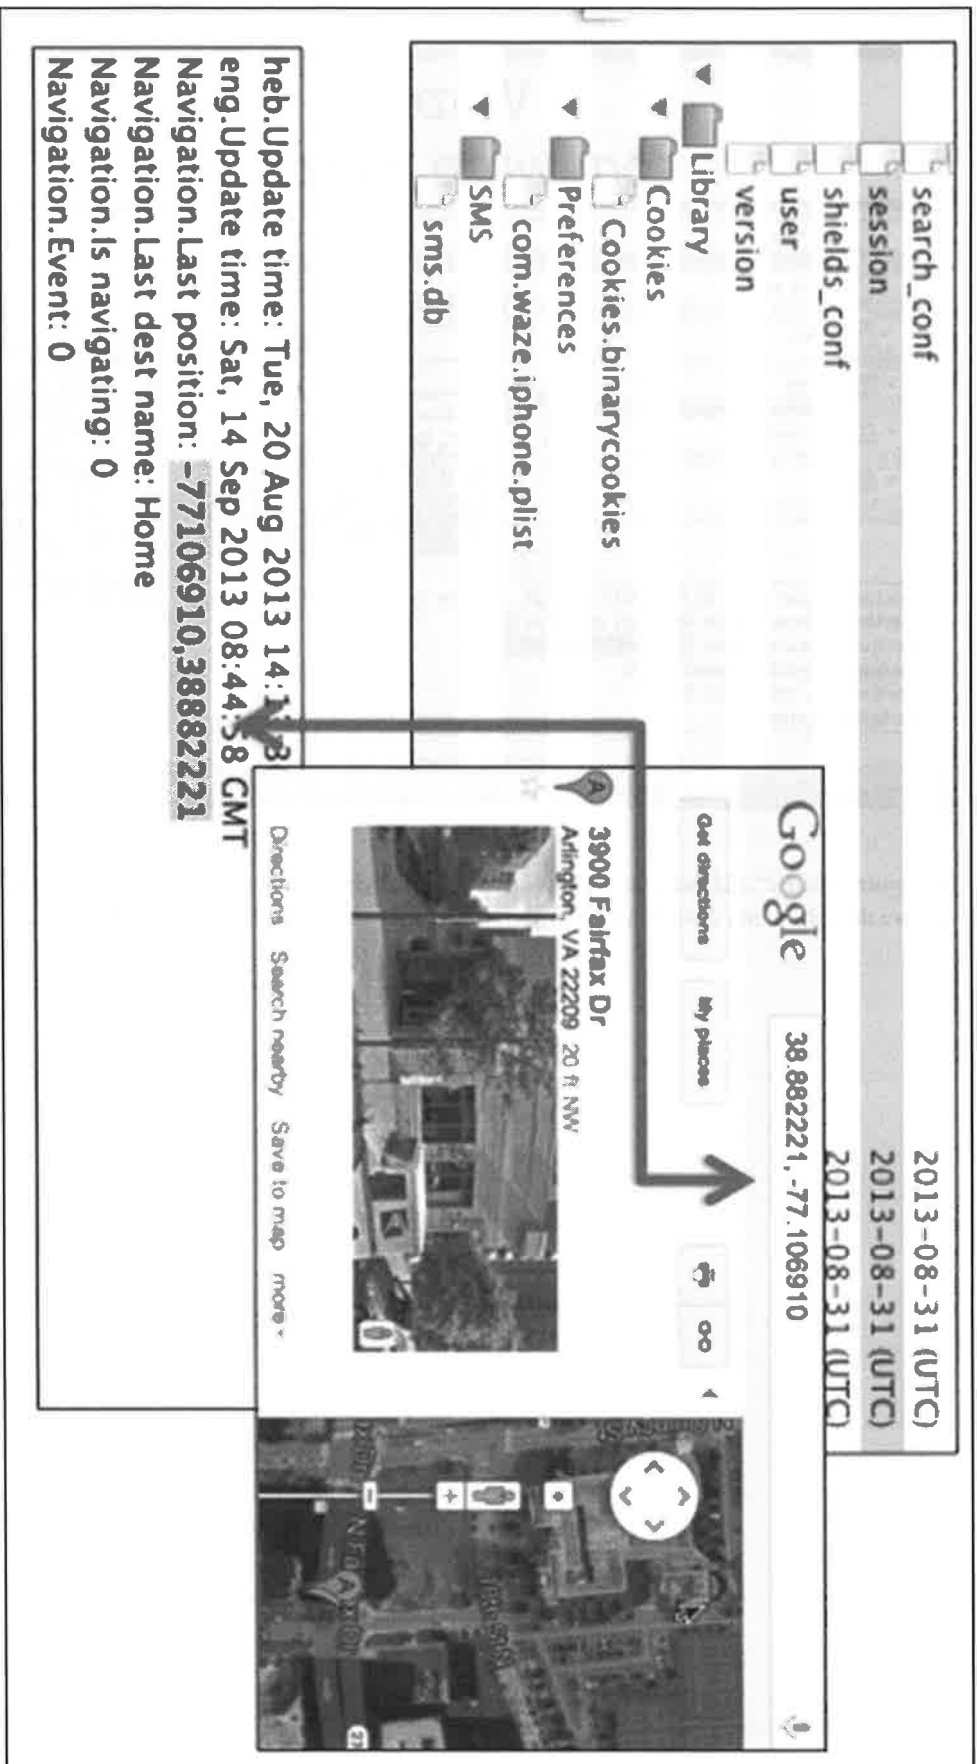 search_conf 2013-08-31 (UTC)
session 2013-08-31 (UTC)
shields_conf 2013-08-31 (UTC)
user
version
Library
Cookies
Cookies.binarycookies
Preferences
com.waze.iphone.plist
SMS
sms.db
Google 38.882221,-77.106910
Get directions My places
A
3900 Fairfax Dr
Arlington, VA 22209 20 ft NW
Directions Search nearby Save to map more
heb.Update time: Tue, 20 Aug 2013
eng.Update time: Sat, 14 Sep 2013 08:44:58 GMT
Navigation.Last position: -77106910,38882221
Navigation.Last dest name: Home
Navigation.Is navigating: 0
Navigation.Event: 0